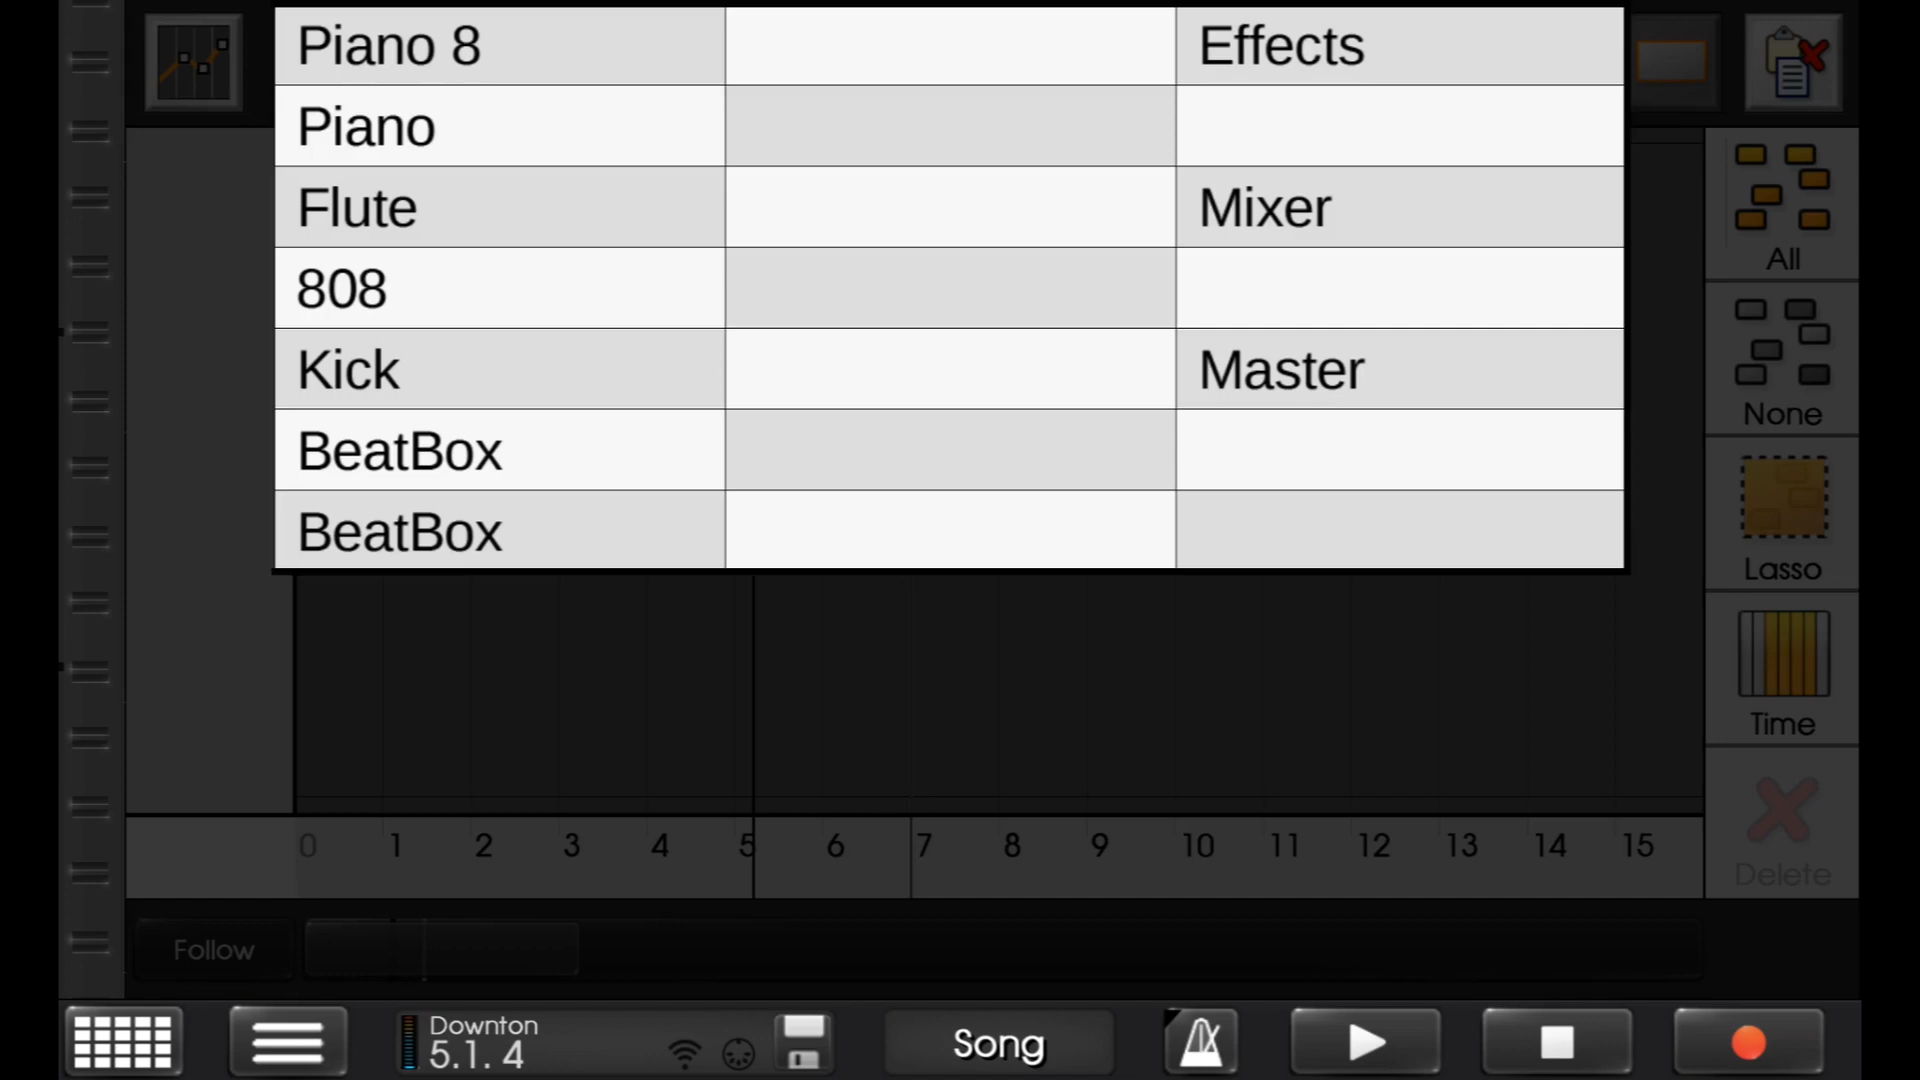 Piano 8
Effects
Piano
Flute
Mixer
808
Kick
Master
BeatBox
BeatBox
All
None
Lasso
Time
Delete
0 1 2 3 4 5 6 7 8 9 10 11 12 13 14 15
Follow
Downton
5.1. 4
Song